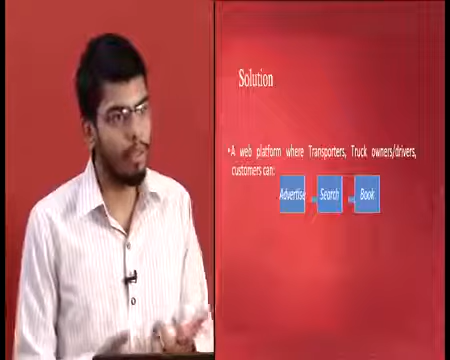 Solution
•A web platform where Transporters, Truck owners/drivers,
customers can:
Advertise Search Book